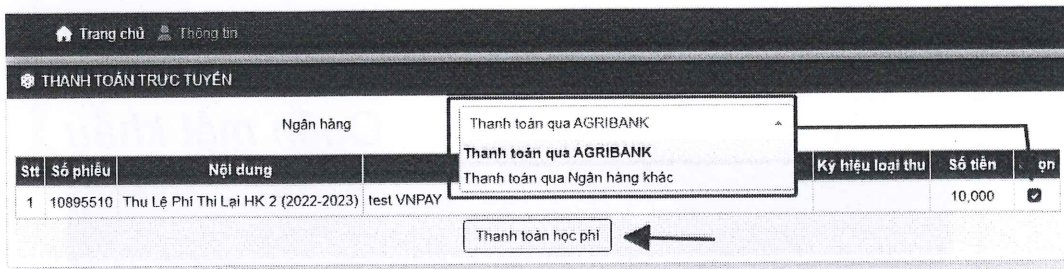 Trang chủ Thông tin
THANH TOÁN TRỰC TUYẾN
Ngân hàng Thanh toán qua AGRIBANK
Thanh toán qua AGRIBANK
Thanh toán qua Ngân hàng khác
Stt Số phiếu Nội dung Ký hiệu loại thu Số tiền ọn
1 10895510 Thu Lệ Phí Thi Lại HK 2 (2022-2023) test VNPAY 10,000
Thanh toán học phí